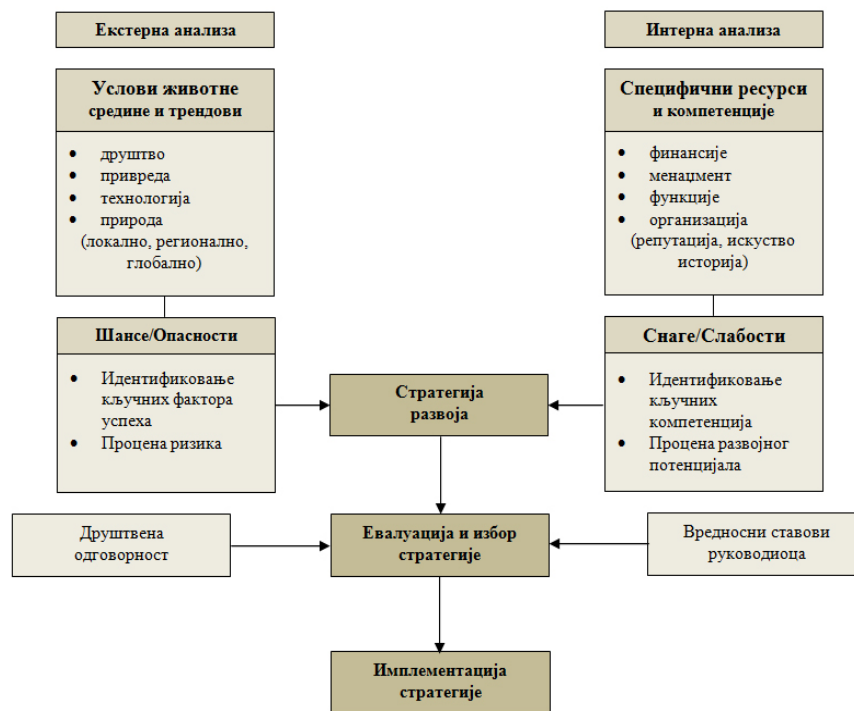 Екстерна анализа
Интерна анализа
Услови животне
средине и трендови
• друштво
• привреда
• технологија
• природа
(локално, регионално,
глобално)
Специфични ресурси
и компетенције
• финансије
• менаџмент
• функције
• организација
(репутација, искуство
историја)
Шансе/Опасности
• Идентификовање
кључних фактора
успеха
• Процена ризика
Стратегија
развоја
Снаге/Слабости
• Идентификовање
кључних
компетенција
• Процена развојног
потенцијала
Друштвена
одговорност
Евалуација и избор
стратегије
Вредносни ставови
руководиоца
Имплементација
стратегије